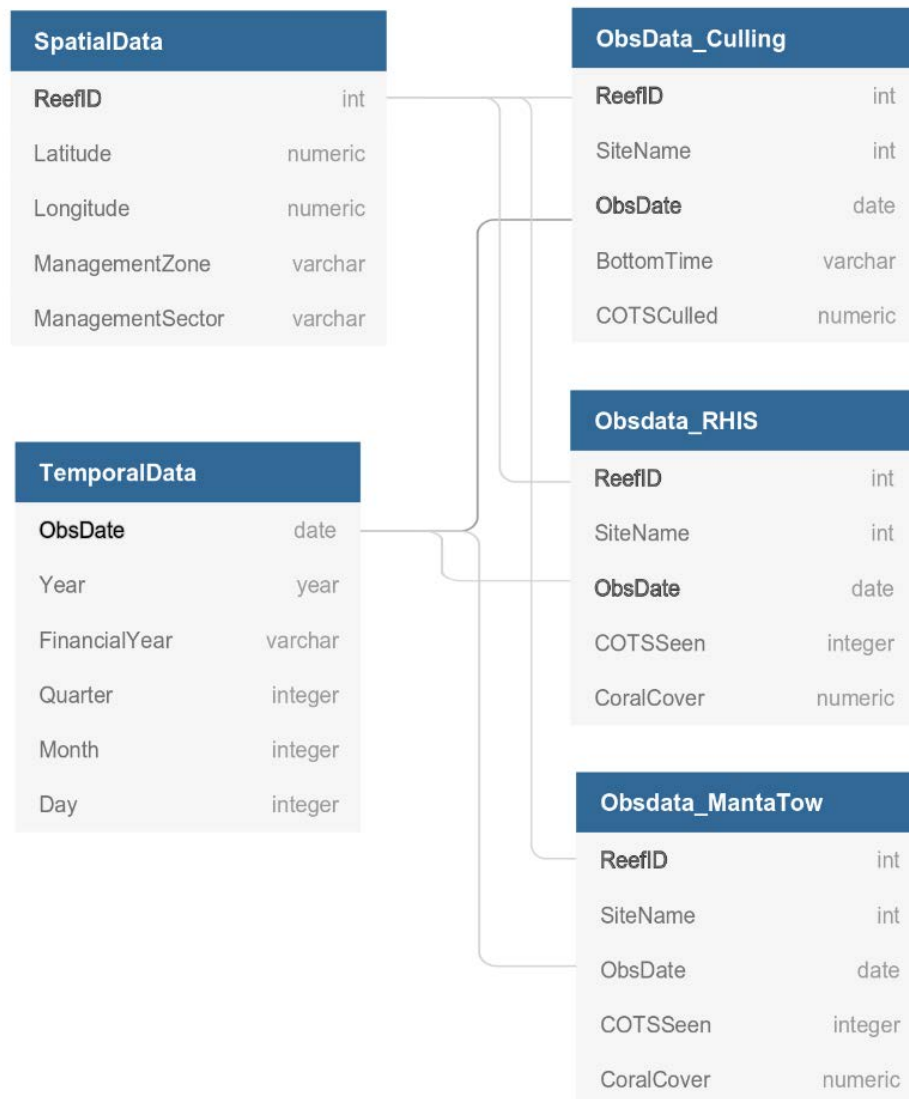 SpatialData
ReefID int
Latitude numeric
Longitude numeric
ManagementZone varchar
ManagementSector varchar
TemporalData
ObsDate date
Year year
FinancialYear varchar
Quarter integer
Month integer
Day integer
ObsData_Culling
ReefID int
SiteName int
ObsDate date
BottomTime varchar
COTSCulled numeric
Obsdata_RHIS
ReefID int
SiteName int
ObsDate date
COTSSeen integer
CoralCover numeric
Obsdata_MantaTow
ReefID int
SiteName int
ObsDate date
COTSSeen integer
CoralCover numeric